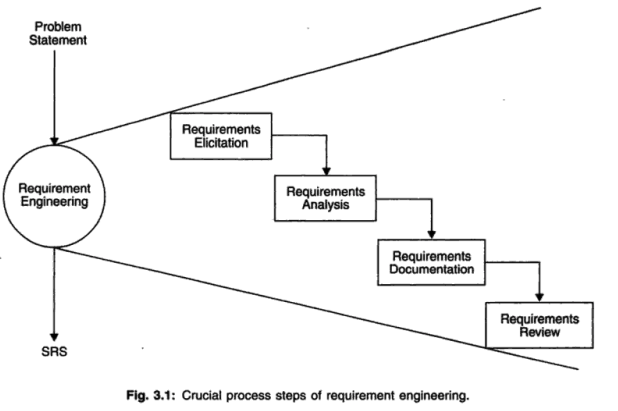 Problem
Statement
Requirements
Elicitation
Requirement
Engineering
Requirements
Analysis
Requirements
Documentation
Requirements
Review
SRS
Fig. 3.1: Crucial process steps of requirement engineering.